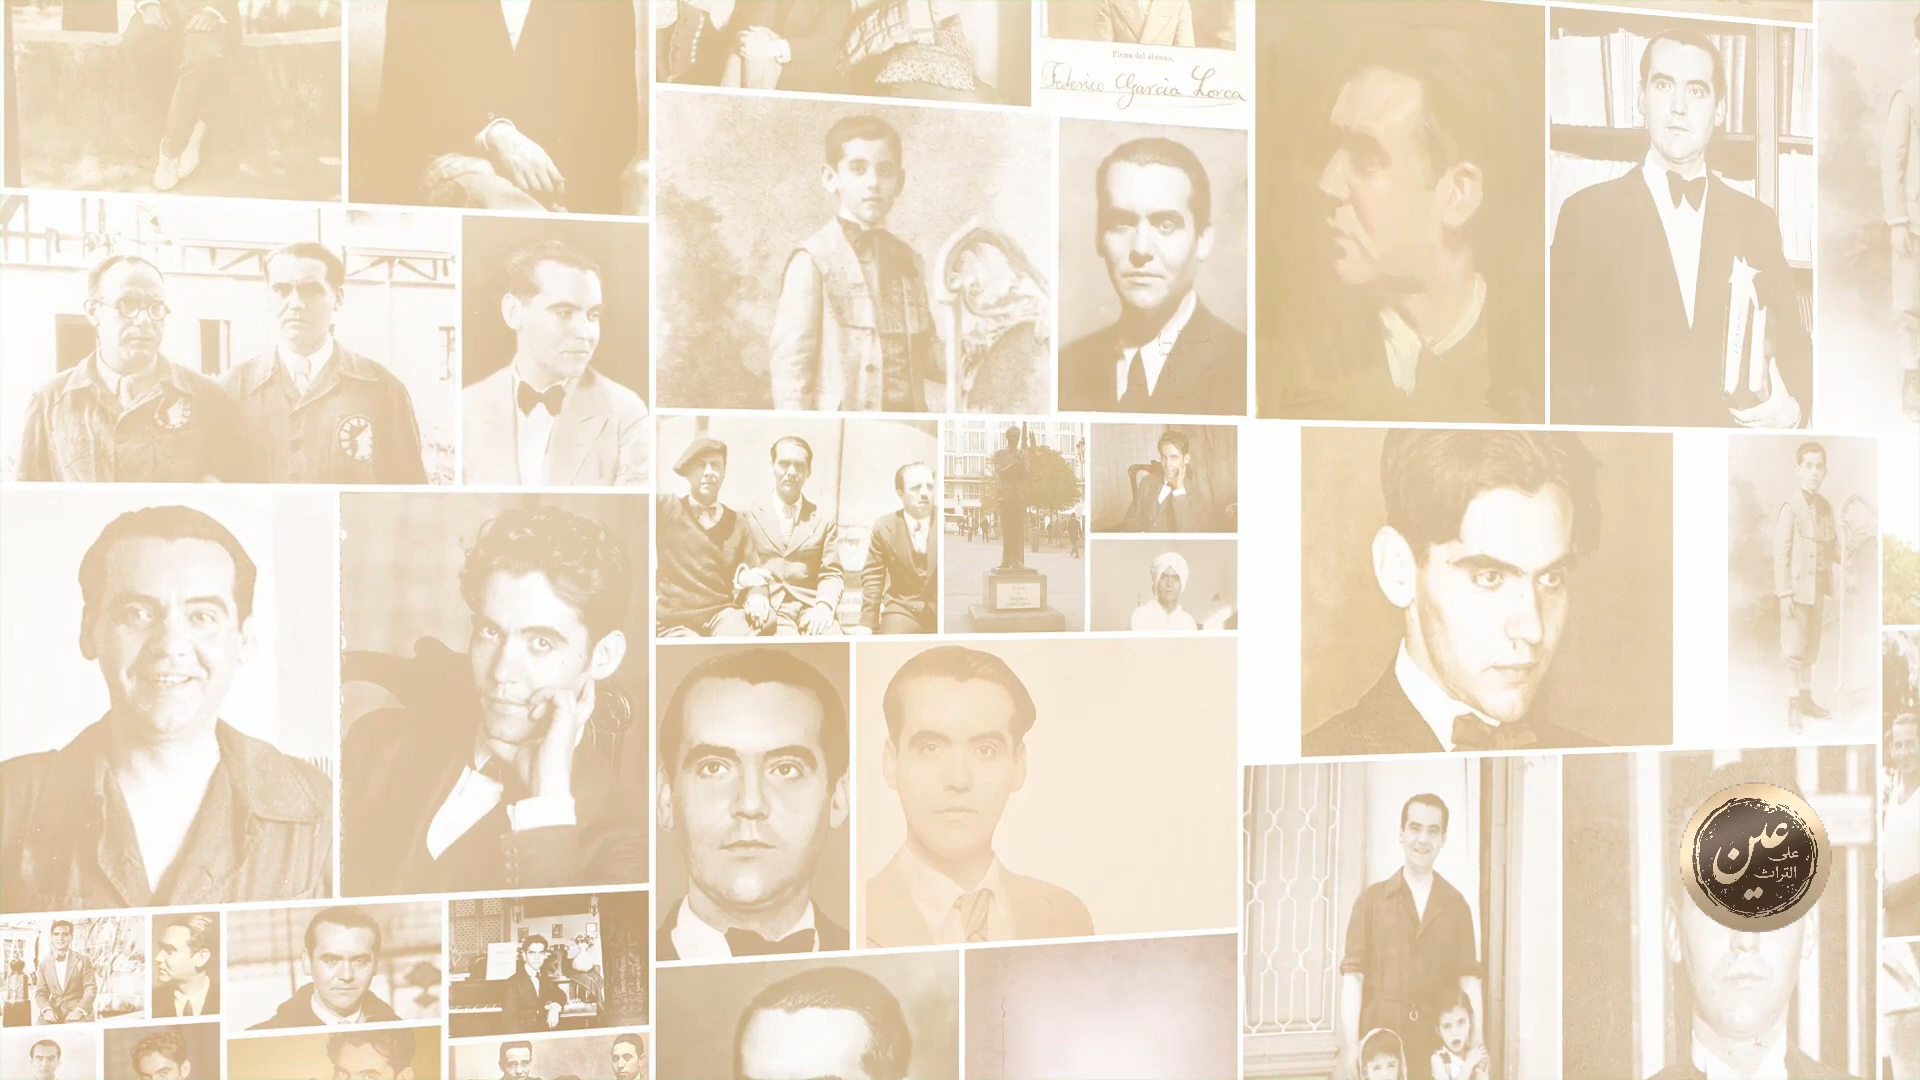 Firma del alumno,
Federico García Lorca
عين
على
التراث